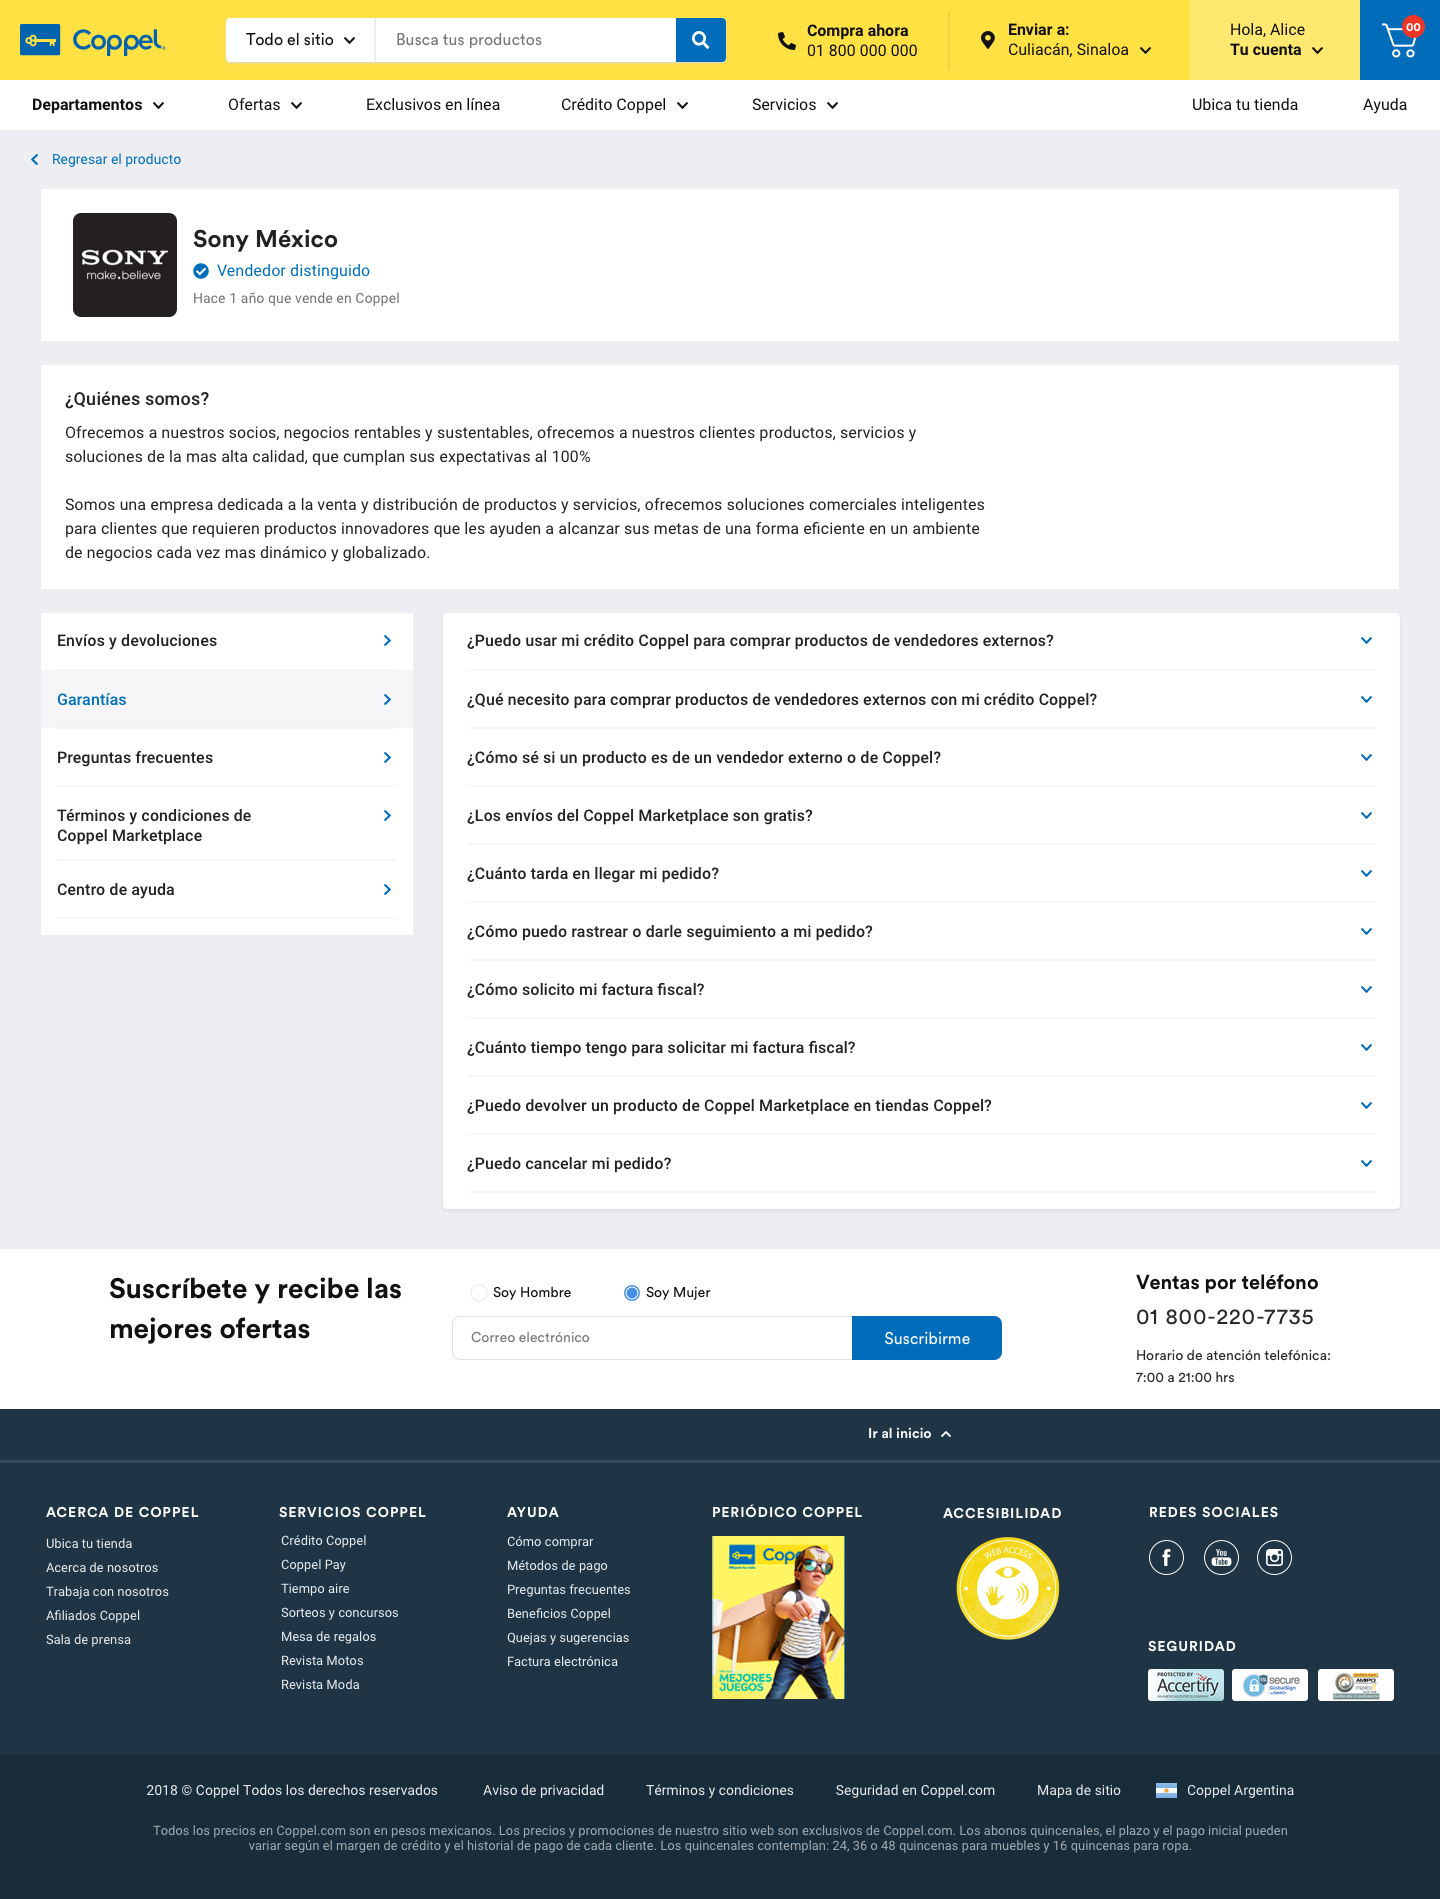 Coppel
Todo el sitio
Busca tus productos
Compra ahora
01 800 000 000
Enviar a:
Culiacán, Sinaloa
Hola, Alice
Tu cuenta
00
Departamentos
Ofertas
Exclusivos en línea
Crédito Coppel
Servicios
Ubica tu tienda
Ayuda
Regresar el producto
SONY
make.believe
Sony México
Vendedor distinguido
Hace 1 año que vende en Coppel
¿Quiénes somos?
Ofrecemos a nuestros socios, negocios rentables y sustentables, ofrecemos a nuestros clientes productos, servicios y
soluciones de la mas alta calidad, que cumplan sus expectativas al 100%
Somos una empresa dedicada a la venta y distribución de productos y servicios, ofrecemos soluciones comerciales inteligentes
para clientes que requieren productos innovadores que les ayuden a alcanzar sus metas de una forma eficiente en un ambiente
de negocios cada vez mas dinámico y globalizado.
Envíos y devoluciones
Garantías
Preguntas frecuentes
Términos y condiciones de
Coppel Marketplace
Centro de ayuda
¿Puedo usar mi crédito Coppel para comprar productos de vendedores externos?
¿Qué necesito para comprar productos de vendedores externos con mi crédito Coppel?
¿Cómo sé si un producto es de un vendedor externo o de Coppel?
¿Los envíos del Coppel Marketplace son gratis?
¿Cuánto tarda en llegar mi pedido?
¿Cómo puedo rastrear o darle seguimiento a mi pedido?
¿Cómo solicito mi factura fiscal?
¿Cuánto tiempo tengo para solicitar mi factura fiscal?
¿Puedo devolver un producto de Coppel Marketplace en tiendas Coppel?
¿Puedo cancelar mi pedido?
Suscríbete y recibe las
mejores ofertas
Soy Hombre
Soy Mujer
Correo electrónico
Suscribirme
Ventas por teléfono
01 800-220-7735
Horario de atención telefónica:
7:00 a 21:00 hrs
Ir al inicio
ACERCA DE COPPEL
Ubica tu tienda
Acerca de nosotros
Trabaja con nosotros
Afiliados Coppel
Sala de prensa
SERVICIOS COPPEL
Crédito Coppel
Coppel Pay
Tiempo aire
Sorteos y concursos
Mesa de regalos
Revista Motos
Revista Moda
AYUDA
Cómo comprar
Métodos de pago
Preguntas frecuentes
Beneficios Coppel
Quejas y sugerencias
Factura electrónica
PERIÓDICO COPPEL
MEJORES
JUEGOS
ACCESIBILIDAD
WEB ACCESS
REDES SOCIALES
You
Tube
SEGURIDAD
PROTECTED BY
Accertify
secure
GlobalSign
AMIPCI
2018 © Coppel Todos los derechos reservados
Aviso de privacidad
Términos y condiciones
Seguridad en Coppel.com
Mapa de sitio
Coppel Argentina
Todos los precios en Coppel.com son en pesos mexicanos. Los precios y promociones de nuestro sitio web son exclusivos de Coppel.com. Los abonos quincenales, el plazo y el pago inicial pueden
variar según el margen de crédito y el historial de pago de cada cliente. Los quincenales contemplan: 24, 36 o 48 quincenas para muebles y 16 quincenas para ropa.